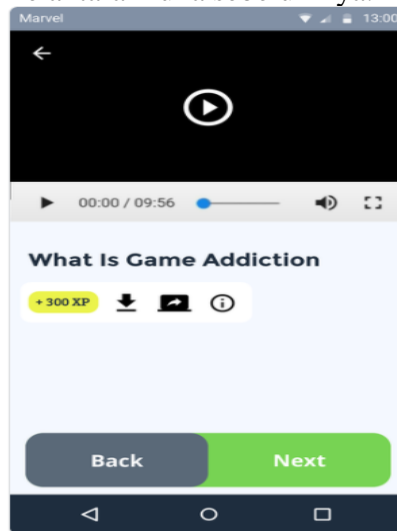 Marvel 13:00
00:00 / 09:56
What Is Game Addiction
+ 300 XP
Back Next